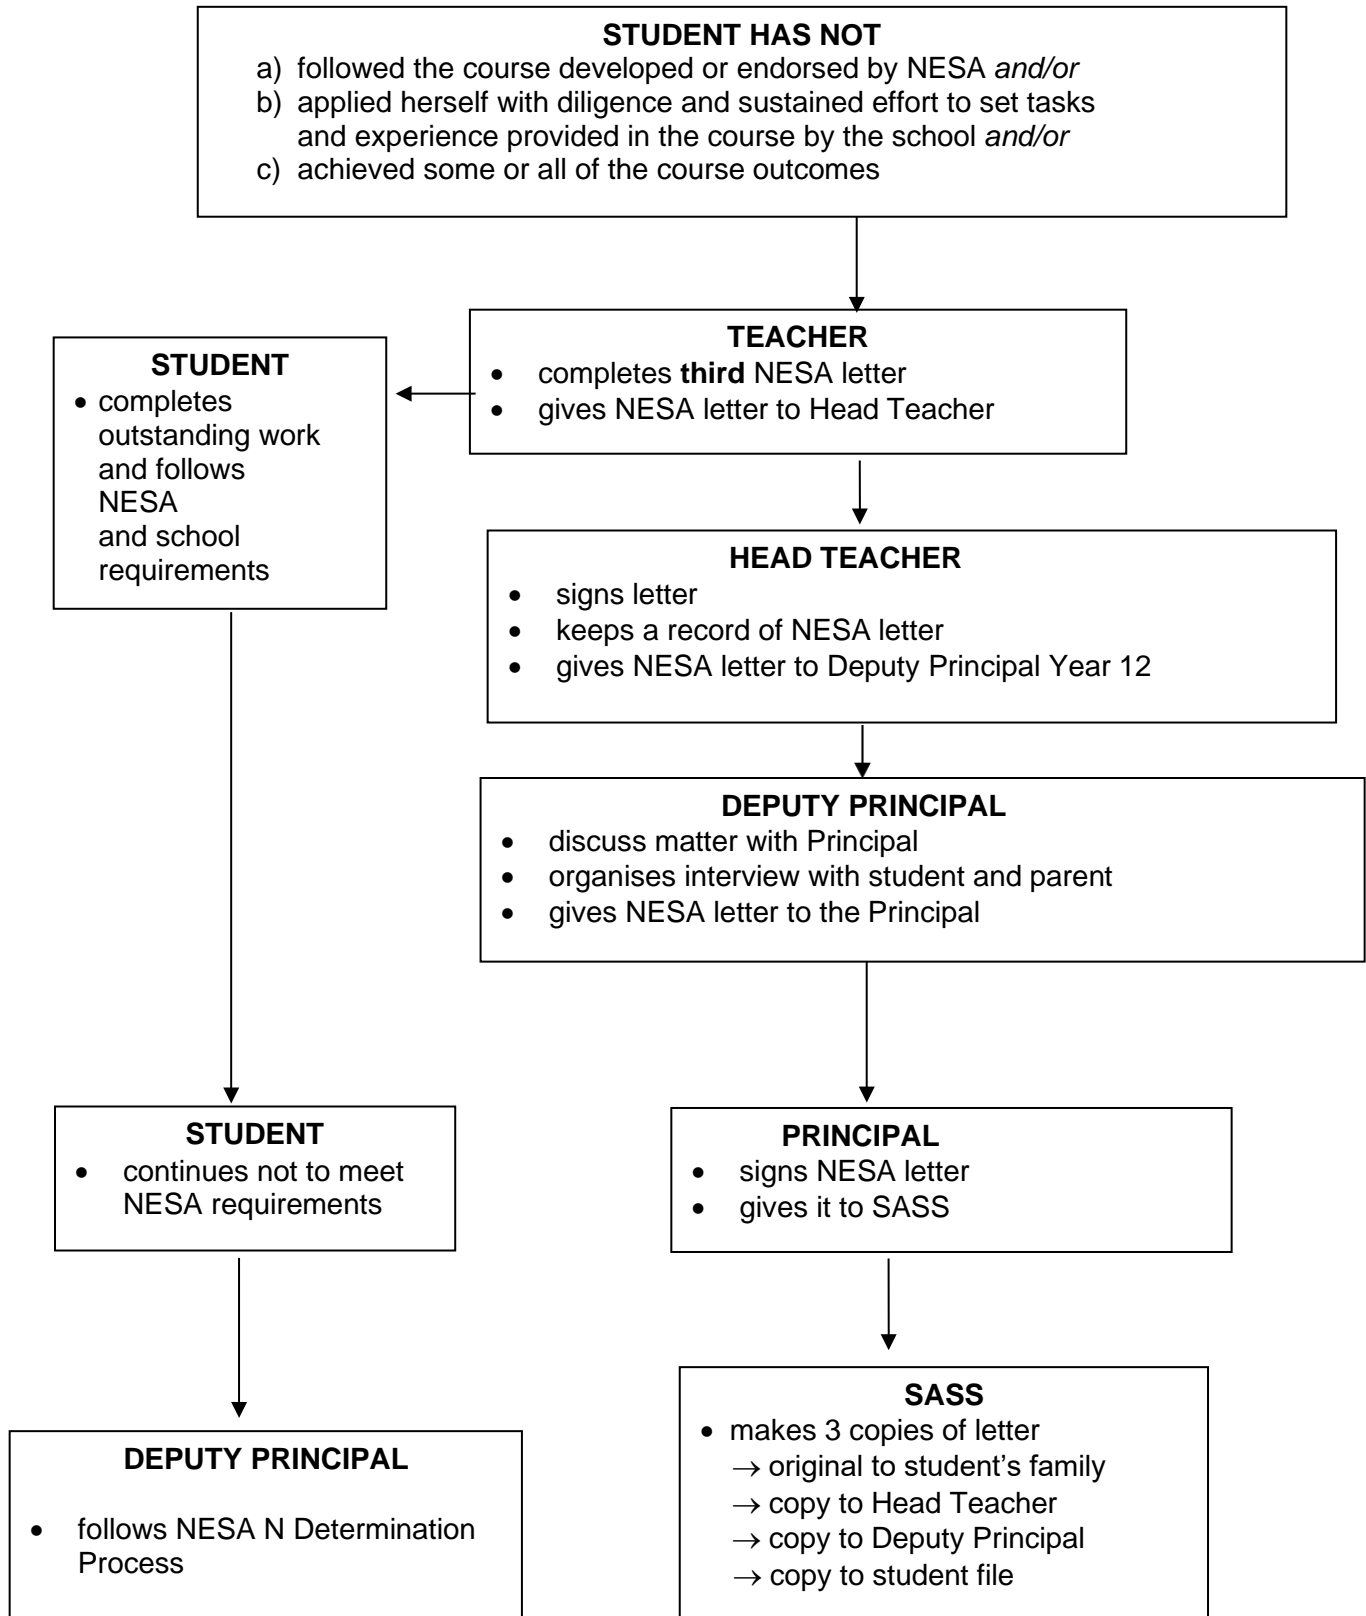 STUDENT HAS NOT
a) followed the course developed or endorsed by NESA and/or
b) applied herself with diligence and sustained effort to set tasks
and experience provided in the course by the school and/or
c) achieved some or all of the course outcomes
TEACHER
• completes third NESA letter
• gives NESA letter to Head Teacher
STUDENT
• completes
outstanding work
and follows
NESA
and school
requirements
HEAD TEACHER
• signs letter
• keeps a record of NESA letter
• gives NESA letter to Deputy Principal Year 12
DEPUTY PRINCIPAL
• discuss matter with Principal
• organises interview with student and parent
• gives NESA letter to the Principal
STUDENT
• continues not to meet
NESA requirements
PRINCIPAL
• signs NESA letter
• gives it to SASS
DEPUTY PRINCIPAL
• follows NESA N Determination
Process
SASS
• makes 3 copies of letter
→ original to student’s family
→ copy to Head Teacher
→ copy to Deputy Principal
→ copy to student file